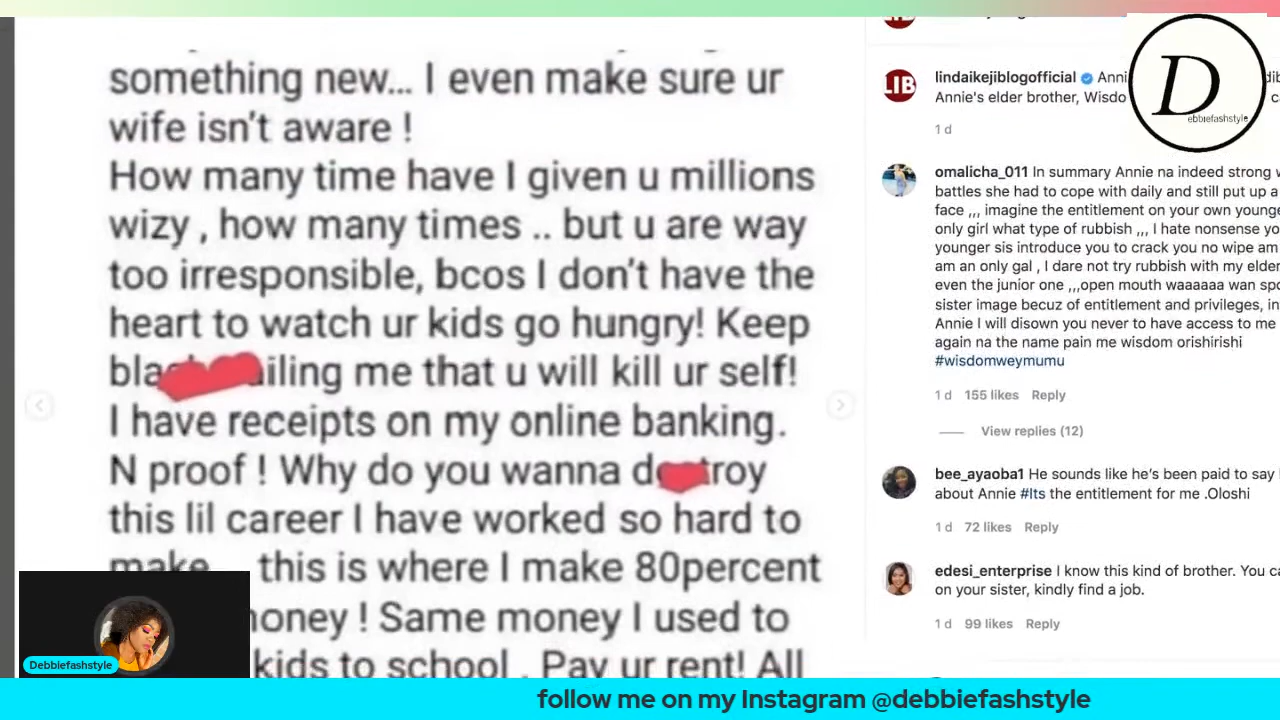 something new... I even make sure ur
wife isn't aware !
How many time have I given u millions
wizy , how many times .. but u are way
too irresponsible, bcos I don't have the
heart to watch ur kids go hungry! Keep
bla iling me that u will kill ur self!
I have receipts on my online banking.
N proof ! Why do you wanna d troy
this lil career I have worked so hard to
make this is where I make 80percent
oney ! Same money I used to
kids to school . Pay ur rent! All
LIB
lindaikejiblogofficial Anni
Annie's elder brother, Wisdo
1 d
omalicha_011 In summary Annie na indeed strong w
battles she had to cope with daily and still put up a
face ,,, imagine the entitlement on your own younge
only girl what type of rubbish ,,, I hate nonsense yo
younger sis introduce you to crack you no wipe am
am an only gal , I dare not try rubbish with my elder
even the junior one ,,,open mouth waaaaaa wan spo
sister image becuz of entitlement and privileges, in
Annie I will disown you never to have access to me
again na the name pain me wisdom orishirishi
#wisdomweymumu
1 d 155 likes Reply
View replies (12)
bee_ayaoba1 He sounds like he's been paid to say
about Annie #Its the entitlement for me .Oloshi
1 d 72 likes Reply
edesi_enterprise I know this kind of brother. You ca
on your sister, kindly find a job.
1 d 99 likes Reply
D
ebbiefashstyle
Debbiefashstyle
follow me on my Instagram @debbiefashstyle